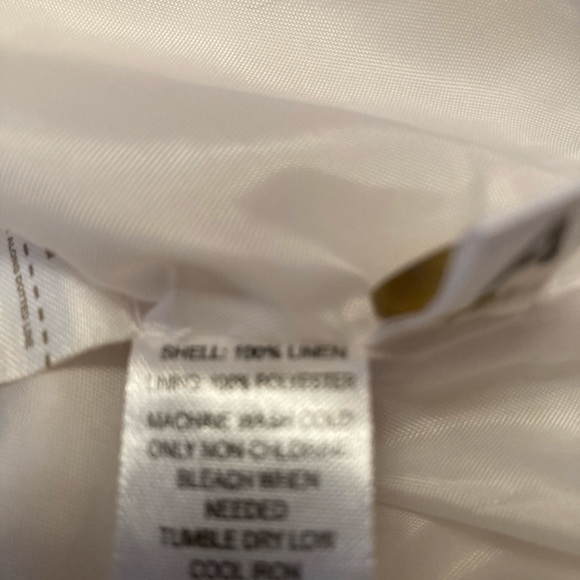 SHELL: 100% LINEN
LINING: 100% POLYESTER
MACHINE WASH COLD
ONLY NON-CHLORINE
BLEACH WHEN
NEEDED
TUMBLE DRY LOW
COOL IRON